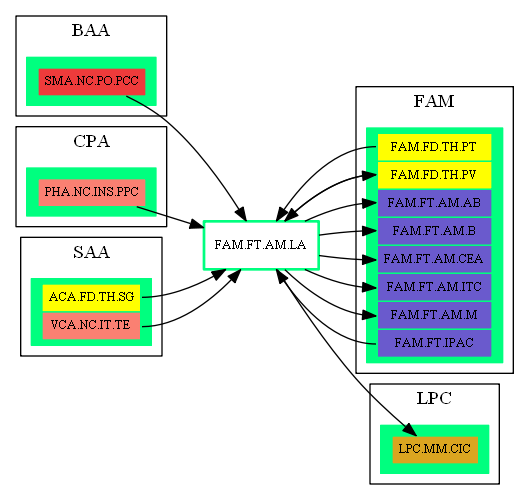 BAA
SMA.NC.PO.PCC
CPA
PHA.NC.INS.PPC
SAA
ACA.FD.TH.SG
VCA.NC.IT.TE
FAM.FT.AM.LA
FAM
FAM.FD.TH.PT
FAM.FD.TH.PV
FAM.FT.AM.AB
FAM.FT.AM.B
FAM.FT.AM.CEA
FAM.FT.AM.ITC
FAM.FT.AM.M
FAM.FT.IPAC
LPC
LPC.MM.CIC